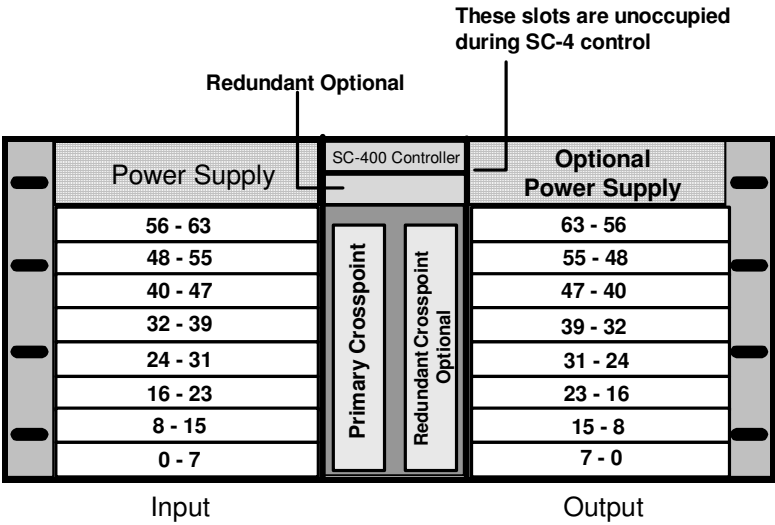 These slots are unoccupied
during SC-4 control
Redundant Optional
Power Supply
SC-400 Controller
Optional
Power Supply
56 - 63
48 - 55
40 - 47
32 - 39
24 - 31
16 - 23
8 - 15
0 - 7
Primary Crosspoint
Redundant Crosspoint
Optional
63 - 56
55 - 48
47 - 40
39 - 32
31 - 24
23 - 16
15 - 8
7 - 0
Input
Output